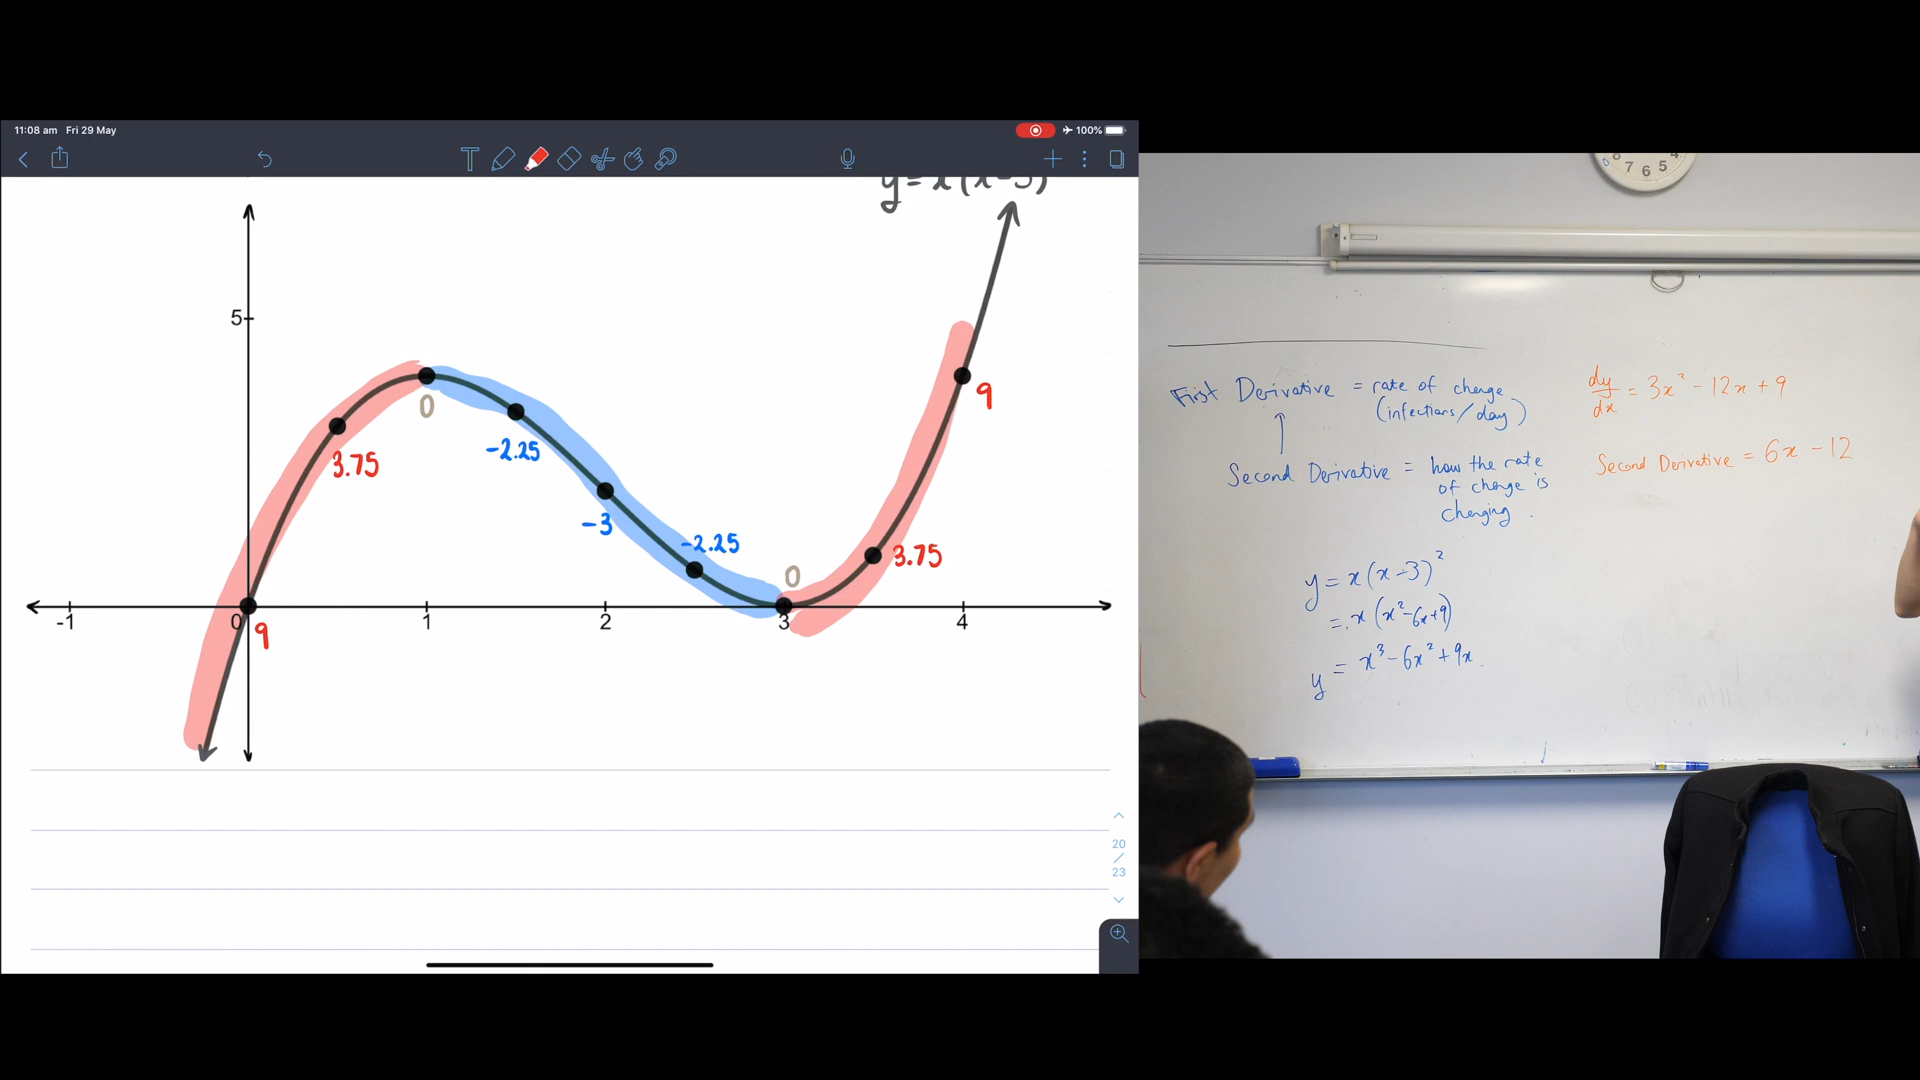 11:08 am Fri 29 May
100%
y = x(x-3)
5
0
3.75
-2.25
9
-3
-2.25
0
3.75
-1
0
1
2
3
4
9
20
/
23
7 6 5
First Derivative = rate of change
(infections/day)
Second Derivative = how the rate
of change is
changing.
y = x(x-3)²
= x(x²-6x+9)
y = x³-6x²+9x
dy/dx = 3x² - 12x + 9
Second Derivative = 6x - 12